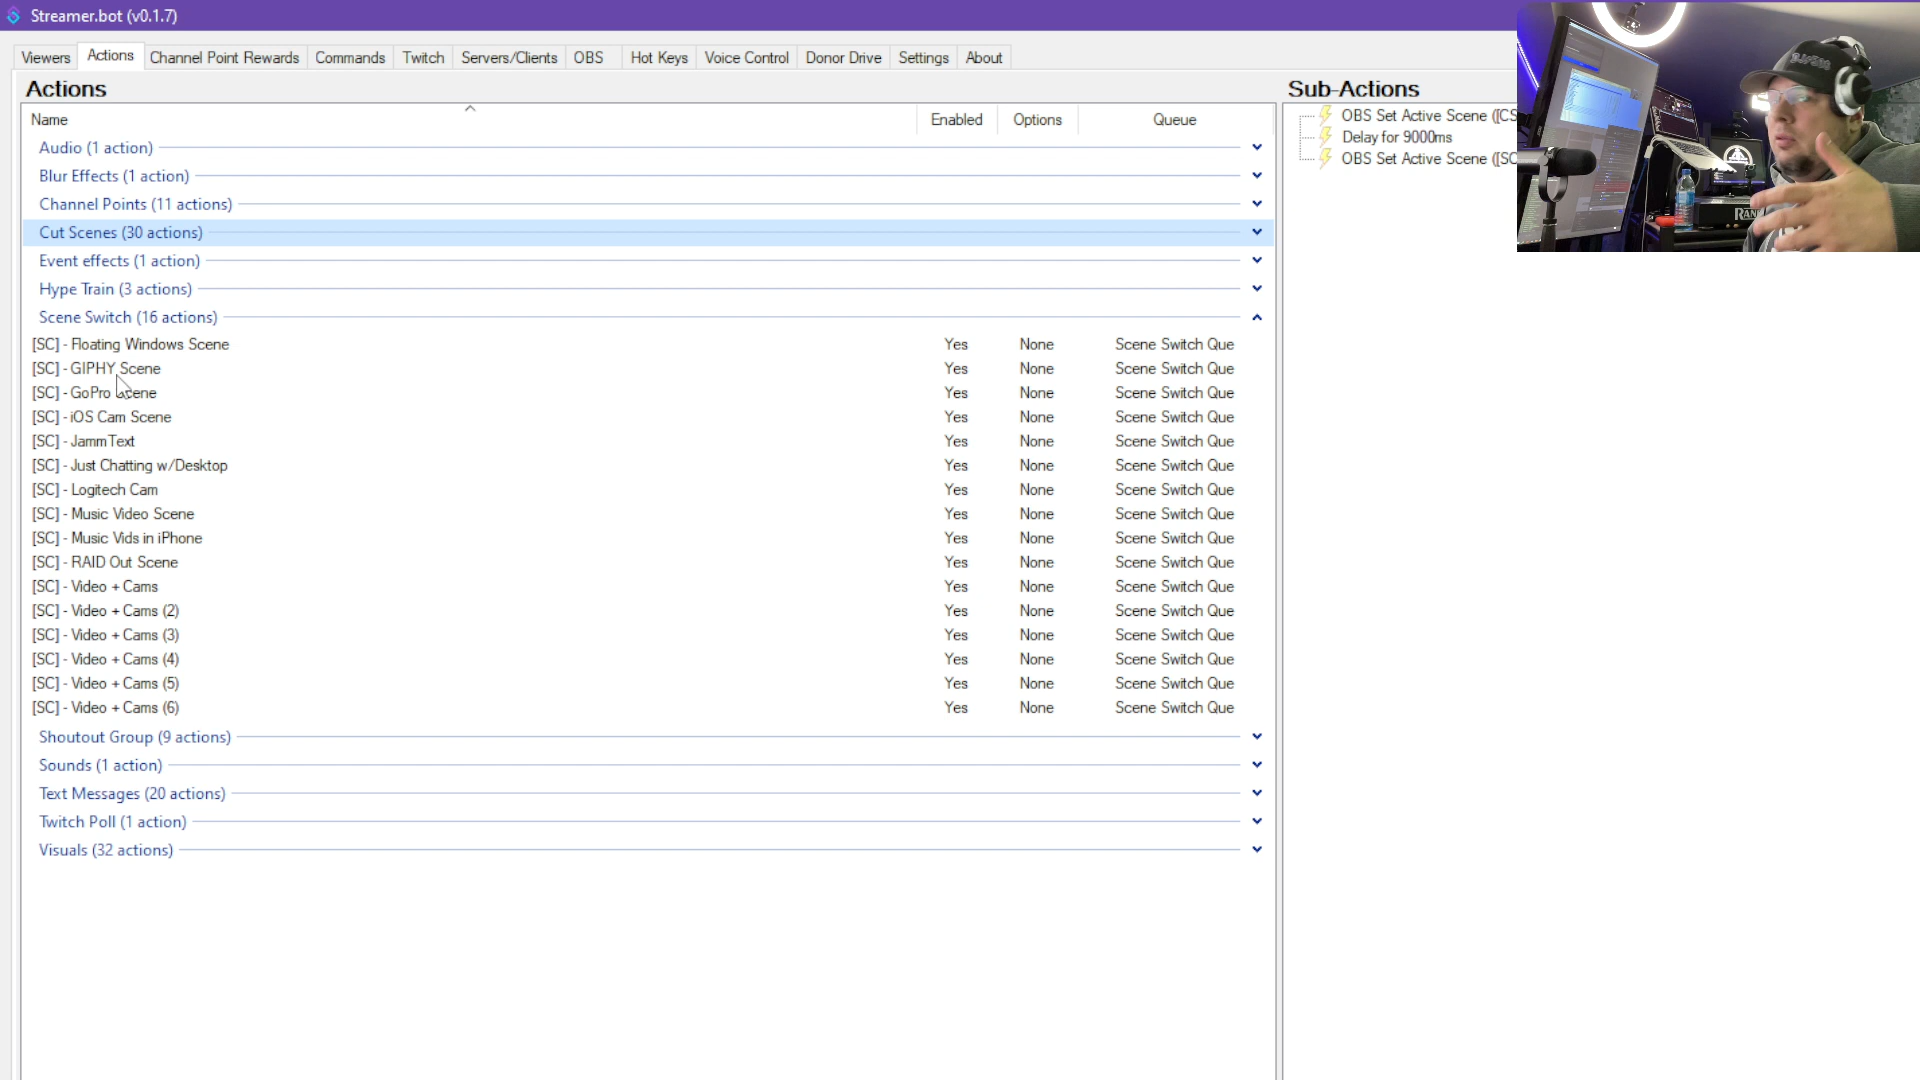 Streamer.bot (v0.1.7)
Viewers Actions Channel Point Rewards Commands Twitch Servers/Clients OBS Hot Keys Voice Control Donor Drive Settings About
Actions
Name Enabled Options Queue
Audio (1 action)
Blur Effects (1 action)
Channel Points (11 actions)
Cut Scenes (30 actions)
Event effects (1 action)
Hype Train (3 actions)
Scene Switch (16 actions)
[SC] - Floating Windows Scene Yes None Scene Switch Que
[SC] - GIPHY Scene Yes None Scene Switch Que
[SC] - GoPro Scene Yes None Scene Switch Que
[SC] - iOS Cam Scene Yes None Scene Switch Que
[SC] - JammText Yes None Scene Switch Que
[SC] - Just Chatting w/Desktop Yes None Scene Switch Que
[SC] - Logitech Cam Yes None Scene Switch Que
[SC] - Music Video Scene Yes None Scene Switch Que
[SC] - Music Vids in iPhone Yes None Scene Switch Que
[SC] - RAID Out Scene Yes None Scene Switch Que
[SC] - Video + Cams Yes None Scene Switch Que
[SC] - Video + Cams (2) Yes None Scene Switch Que
[SC] - Video + Cams (3) Yes None Scene Switch Que
[SC] - Video + Cams (4) Yes None Scene Switch Que
[SC] - Video + Cams (5) Yes None Scene Switch Que
[SC] - Video + Cams (6) Yes None Scene Switch Que
Shoutout Group (9 actions)
Sounds (1 action)
Text Messages (20 actions)
Twitch Poll (1 action)
Visuals (32 actions)
Sub-Actions
OBS Set Active Scene ([CS
Delay for 9000ms
OBS Set Active Scene ([SC